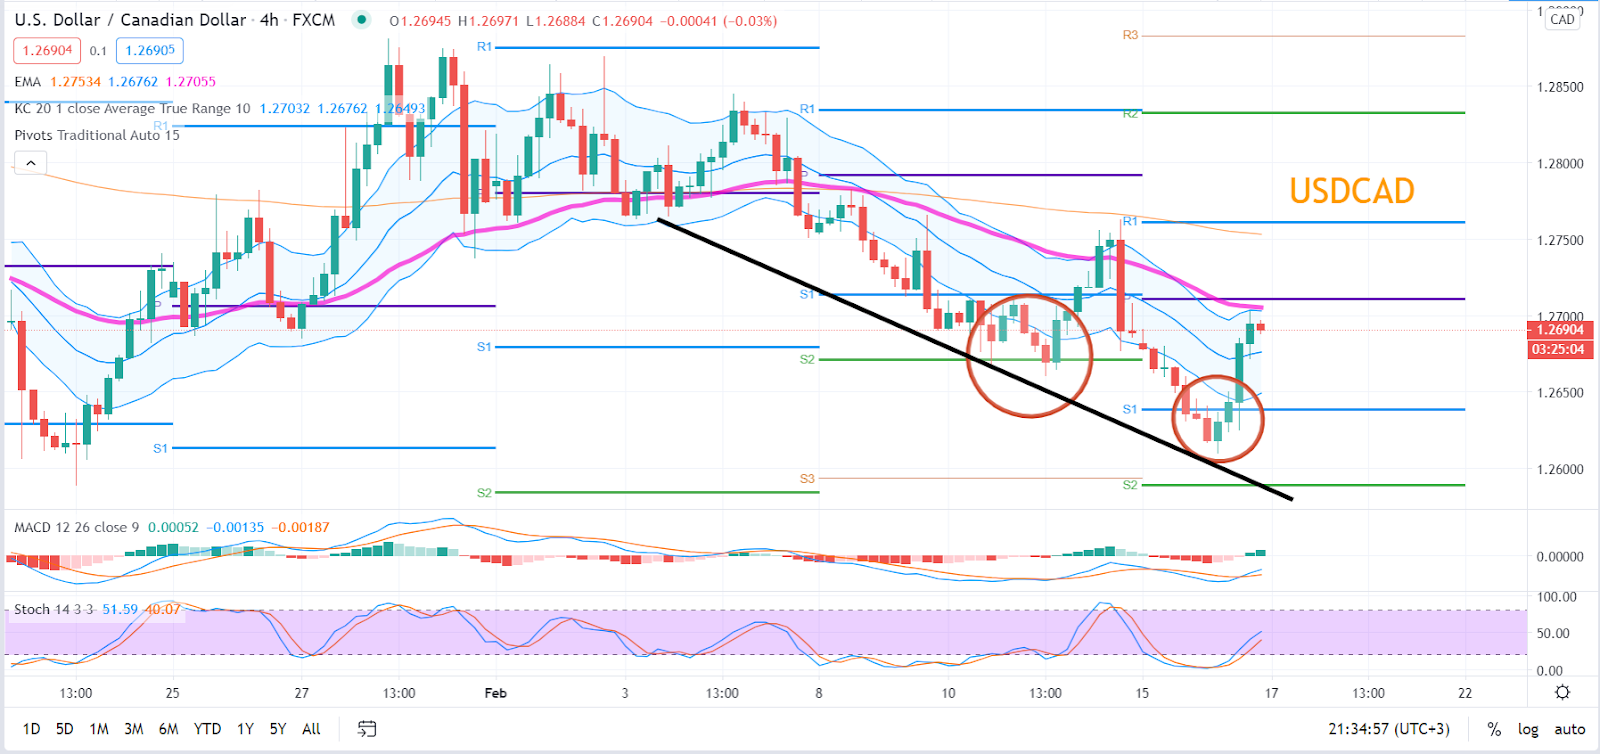 U.S. Dollar / Canadian Dollar · 4h · FXCM O1.26945 H1.26971 L1.26884 C1.26904 −0.00041 (−0.03%)
CAD
1.26904 0.1 1.26905
EMA 1.27534 1.26762 1.27055
KC 20 1 close Average True Range 10 1.27032 1.26762 1.26493
Pivots Traditional Auto 15
R1
R3
R1
R2
R1
1.28500
1.28000
P
USDCAD
R1
1.27500
P
S1
1.27000
1.26904
03:25:04
S1
S2
1.26500
S1
S1
S3
S2
S2
1.26000
MACD 12 26 close 9 0.00052 −0.00135 −0.00187
0.00000
Stoch 14 3 3 51.59 40.07
100.00
50.00
0.00
13:00 25 27 13:00 Feb 3 13:00 8 10 13:00 15 17 13:00 22
1D 5D 1M 3M 6M YTD 1Y 5Y All
21:34:57 (UTC+3) % log auto